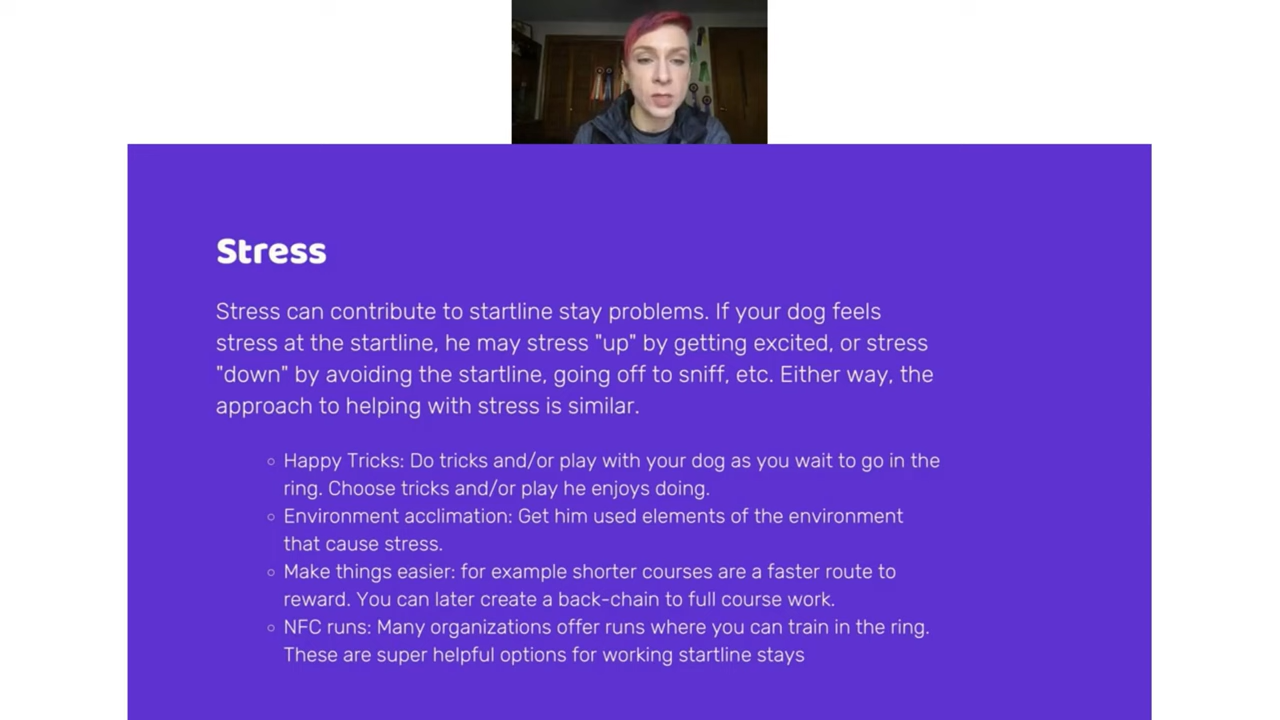 Stress
Stress can contribute to startline stay problems. If your dog feels
stress at the startline, he may stress "up" by getting excited, or stress
"down" by avoiding the startline, going off to sniff, etc. Either way, the
approach to helping with stress is similar.
Happy Tricks: Do tricks and/or play with your dog as you wait to go in the
ring. Choose tricks and/or play he enjoys doing.
Environment acclimation: Get him used elements of the environment
that cause stress.
Make things easier: for example shorter courses are a faster route to
reward. You can later create a back-chain to full course work.
NFC runs: Many organizations offer runs where you can train in the ring.
These are super helpful options for working startline stays